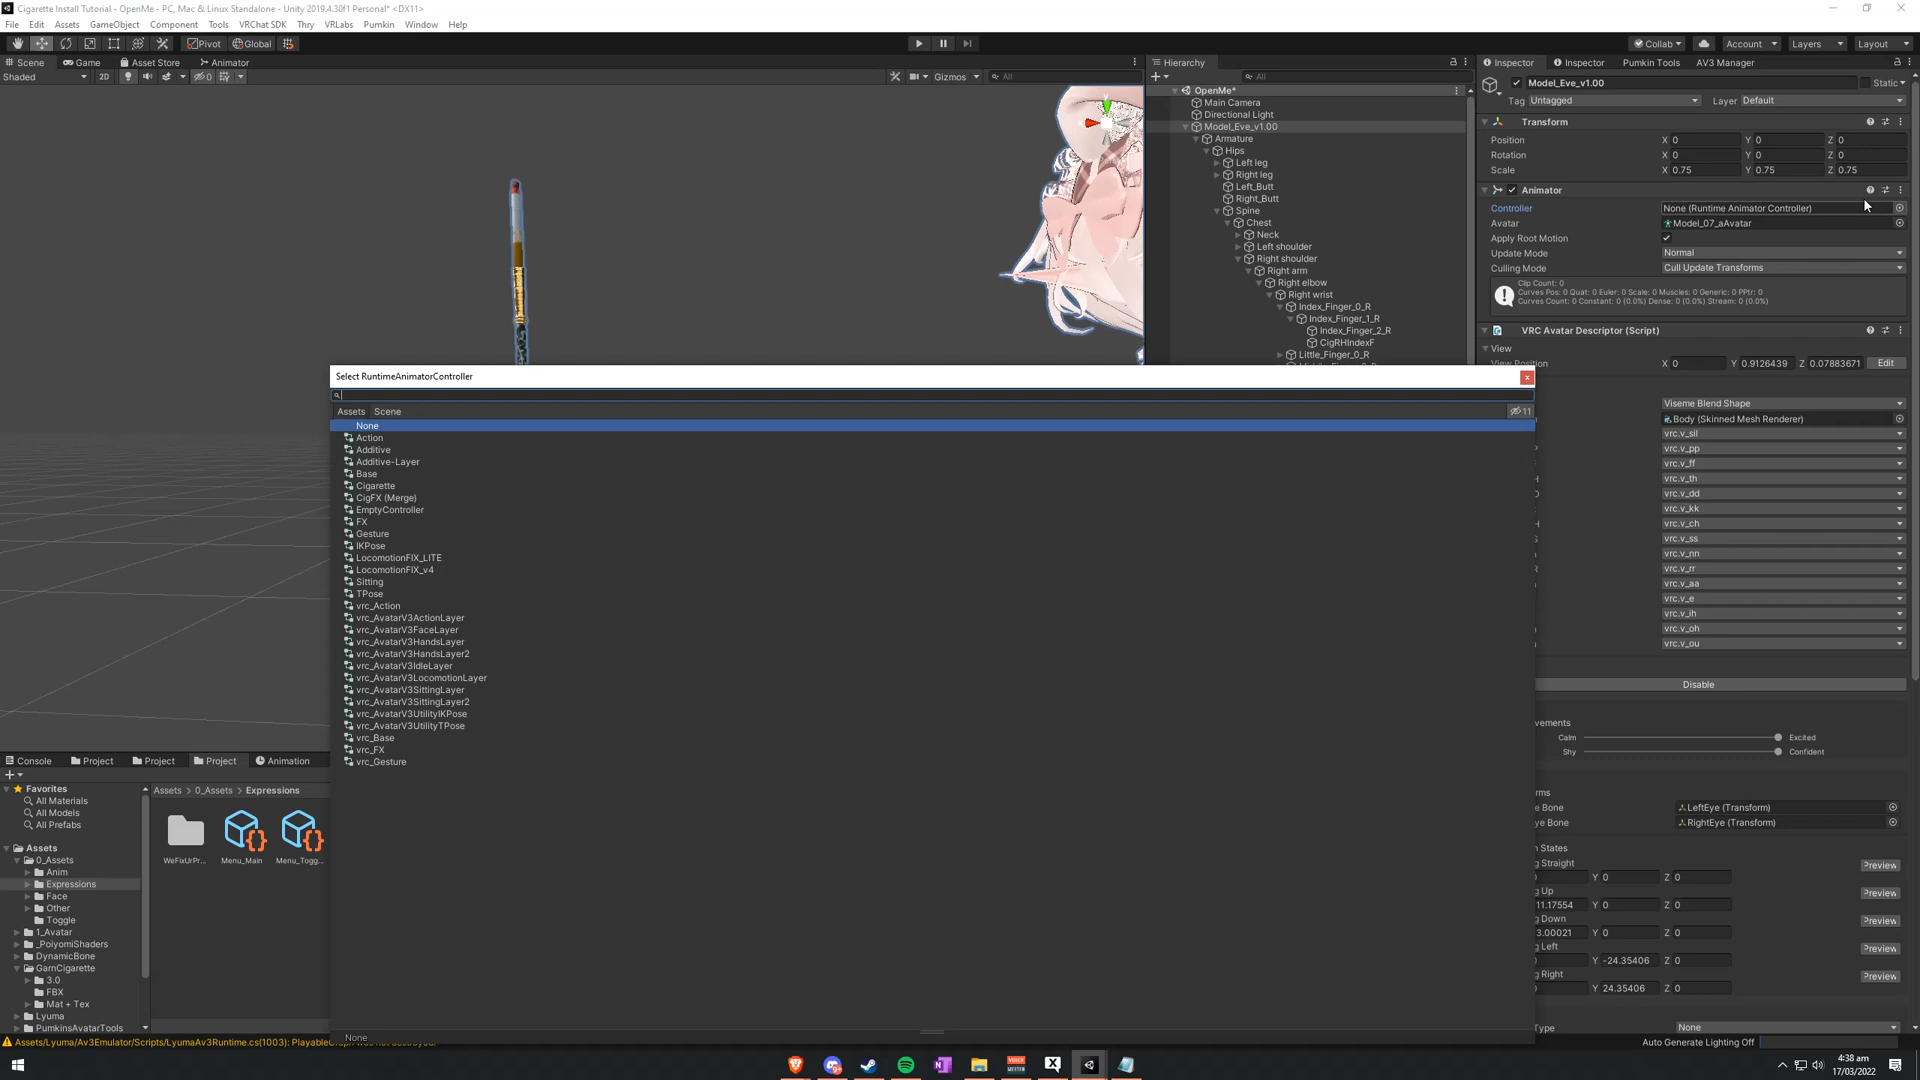 Cigarette Install Tutorial - OpenMe - PC, Mac & Linux Standalone - Unity 2019.4.30f1 Personal* <DX11>
File Edit Assets GameObject Component Tools VRChat SDK Thry VRLabs Pumkin Window Help
Pivot Global Collab Account Layers Layout
Scene Game Asset Store Animator
Shaded 2D 0 Gizmos All
Hierarchy
All
OpenMe*
Main Camera
Directional Light
Model_Eve_v1.00
Armature
Hips
Left leg
Right leg
Left_Butt
Right_Butt
Spine
Chest
Neck
Left shoulder
Right shoulder
Right arm
Right elbow
Right wrist
Index_Finger_0_R
Index_Finger_1_R
Index_Finger_2_R
CigRHIndexF
Little_Finger_0_R
Inspector Inspector Pumkin Tools AV3 Manager
Model_Eve_v1.00 Static
Tag Untagged Layer Default
Transform
Position X 0 Y 0 Z 0
Rotation X 0 Y 0 Z 0
Scale X 0.75 Y 0.75 Z 0.75
Animator
Controller None (Runtime Animator Controller)
Avatar Model_07_aAvatar
Apply Root Motion
Update Mode Normal
Culling Mode Cull Update Transforms
Clip Count: 0
Curves Pos: 0 Quat: 0 Euler: 0 Scale: 0 Muscles: 0 Generic: 0 PPtr: 0
Curves Count: 0 Constant: 0 (0.0%) Dense: 0 (0.0%) Stream: 0 (0.0%)
VRC Avatar Descriptor (Script)
View
View Position X 0 Y 0.9126439 Z 0.07883671 Edit
Viseme Blend Shape
Body (Skinned Mesh Renderer)
vrc.v_sil
vrc.v_pp
vrc.v_ff
vrc.v_th
vrc.v_dd
vrc.v_kk
vrc.v_ch
vrc.v_ss
vrc.v_nn
vrc.v_rr
vrc.v_aa
vrc.v_e
vrc.v_ih
vrc.v_oh
vrc.v_ou
Disable
vements
Calm Excited
Shy Confident
rms
e Bone LeftEye (Transform)
ye Bone RightEye (Transform)
n States
g Straight Preview
Y 0 Z 0
g Up Preview
11.17554 Y 0 Z 0
g Down Preview
3.00021 Y 0 Z 0
g Left Preview
0 Y -24.35406 Z 0
g Right Preview
0 Y 24.35406 Z 0
Type None
Auto Generate Lighting Off
Select RuntimeAnimatorController
Assets Scene 11
None
Action
Additive
Additive-Layer
Base
Cigarette
CigFX (Merge)
EmptyController
FX
Gesture
IKPose
LocomotionFIX_LITE
LocomotionFIX_v4
Sitting
TPose
vrc_Action
vrc_AvatarV3ActionLayer
vrc_AvatarV3FaceLayer
vrc_AvatarV3HandsLayer
vrc_AvatarV3HandsLayer2
vrc_AvatarV3IdleLayer
vrc_AvatarV3LocomotionLayer
vrc_AvatarV3SittingLayer
vrc_AvatarV3SittingLayer2
vrc_AvatarV3UtilityIKPose
vrc_AvatarV3UtilityTPose
vrc_Base
vrc_FX
vrc_Gesture
None
Console Project Project Project Animation
Favorites
All Materials
All Models
All Prefabs
Assets
0_Assets
Anim
Expressions
Face
Other
Toggle
1_Avatar
_PoiyomiShaders
DynamicBone
GarnCigarette
3.0
FBX
Mat + Tex
Lyuma
PumkinsAvatarTools
Assets > 0_Assets > Expressions
WeFixUrPr... Menu_Main Menu_Togg...
Assets/Lyuma/Av3Emulator/Scripts/LyumaAv3Runtime.cs(1003): PlayableGraph was not destroyed.
4:38 am
17/03/2022